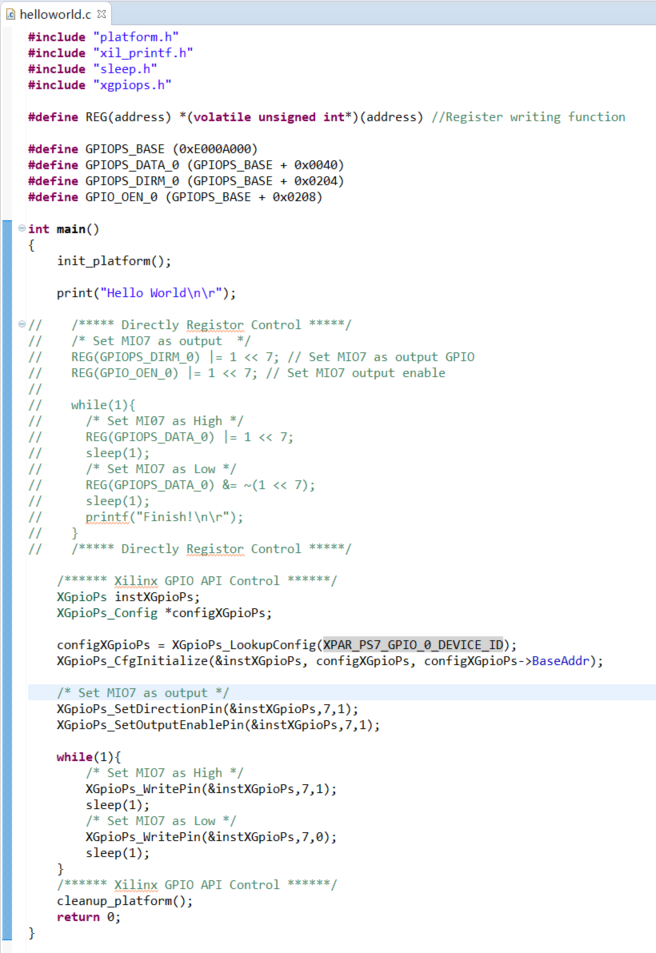 helloworld.c
#include "platform.h"
#include "xil_printf.h"
#include "sleep.h"
#include "xgpiops.h"
#define REG(address) *(volatile unsigned int*)(address) //Register writing function
#define GPIOPS_BASE (0xE000A000)
#define GPIOPS_DATA_0 (GPIOPS_BASE + 0x0040)
#define GPIOPS_DIRM_0 (GPIOPS_BASE + 0x0204)
#define GPIO_OEN_0 (GPIOPS_BASE + 0x0208)
int main()
{
    init_platform();
    print("Hello World\n\r");
//    /***** Directly Registor Control *****/
//    /* Set MIO7 as output  */
//    REG(GPIOPS_DIRM_0) |= 1 << 7; // Set MIO7 as output GPIO
//    REG(GPIO_OEN_0) |= 1 << 7; // Set MIO7 output enable
//
//    while(1){
//      /* Set MI07 as High */
//      REG(GPIOPS_DATA_0) |= 1 << 7;
//      sleep(1);
//      /* Set MIO7 as Low */
//      REG(GPIOPS_DATA_0) &= ~(1 << 7);
//      sleep(1);
//      printf("Finish!\n\r");
//    }
//    /***** Directly Registor Control *****/
    /****** Xilinx GPIO API Control ******/
    XGpioPs instXGpioPs;
    XGpioPs_Config *configXGpioPs;
    configXGpioPs = XGpioPs_LookupConfig(XPAR_PS7_GPIO_0_DEVICE_ID);
    XGpioPs_CfgInitialize(&instXGpioPs, configXGpioPs, configXGpioPs->BaseAddr);
    /* Set MIO7 as output */
    XGpioPs_SetDirectionPin(&instXGpioPs,7,1);
    XGpioPs_SetOutputEnablePin(&instXGpioPs,7,1);
    while(1){
        /* Set MIO7 as High */
        XGpioPs_WritePin(&instXGpioPs,7,1);
        sleep(1);
        /* Set MIO7 as Low */
        XGpioPs_WritePin(&instXGpioPs,7,0);
        sleep(1);
    }
    /****** Xilinx GPIO API Control ******/
    cleanup_platform();
    return 0;
}